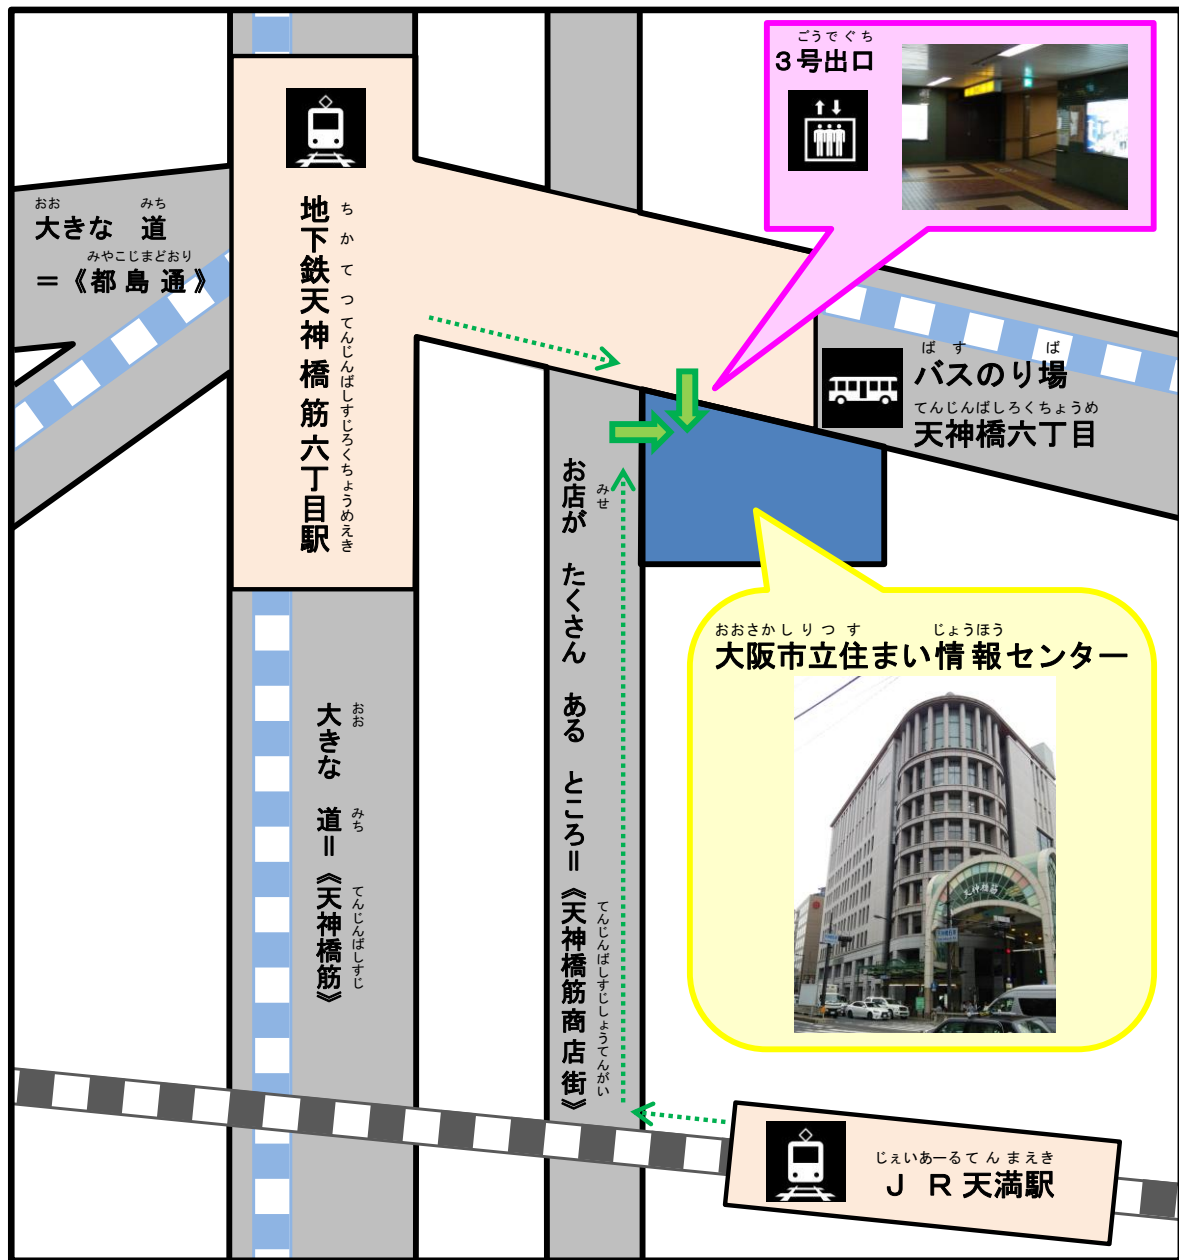 ごうでぐち
３号出口
おお みち
大きな 道
みやこじまどおり
＝《都島通》
ちかてつてんじんばしすじろくちょうめえき
地下鉄天神橋筋六丁目駅
ばす ば
バスのり場
てんじんばしろくちょうめ
天神橋六丁目
みせ
お店が たくさん ある ところ＝《天神橋筋商店街》
てんじんばしすじしょうてんがい
おおさかしりつす じょうほう
大阪市立住まい情報センター
天神橋筋
おお みち
大きな 道＝《天神橋筋》
てんじんばしすじ
じぇいあーるてんまえき
ＪＲ天満駅